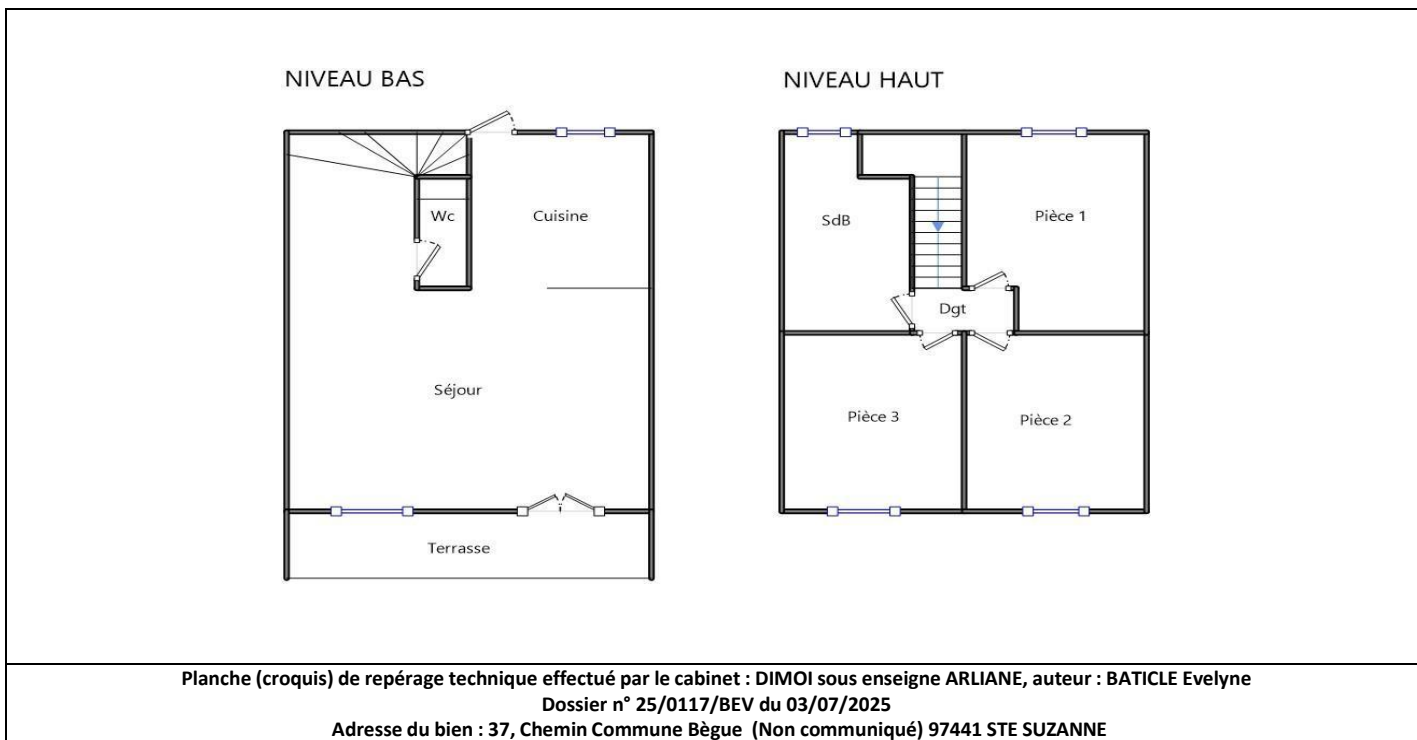 NIVEAU BAS
NIVEAU HAUT
Wc
Cuisine
Séjour
Terrasse
SdB
Pièce 1
Dgt
Pièce 3
Pièce 2
Planche (croquis) de repérage technique effectué par le cabinet : DIMOI sous enseigne ARLIANE, auteur : BATICLE Evelyne
Dossier n° 25/0117/BEV du 03/07/2025
Adresse du bien : 37, Chemin Commune Bègue (Non communiqué) 97441 STE SUZANNE